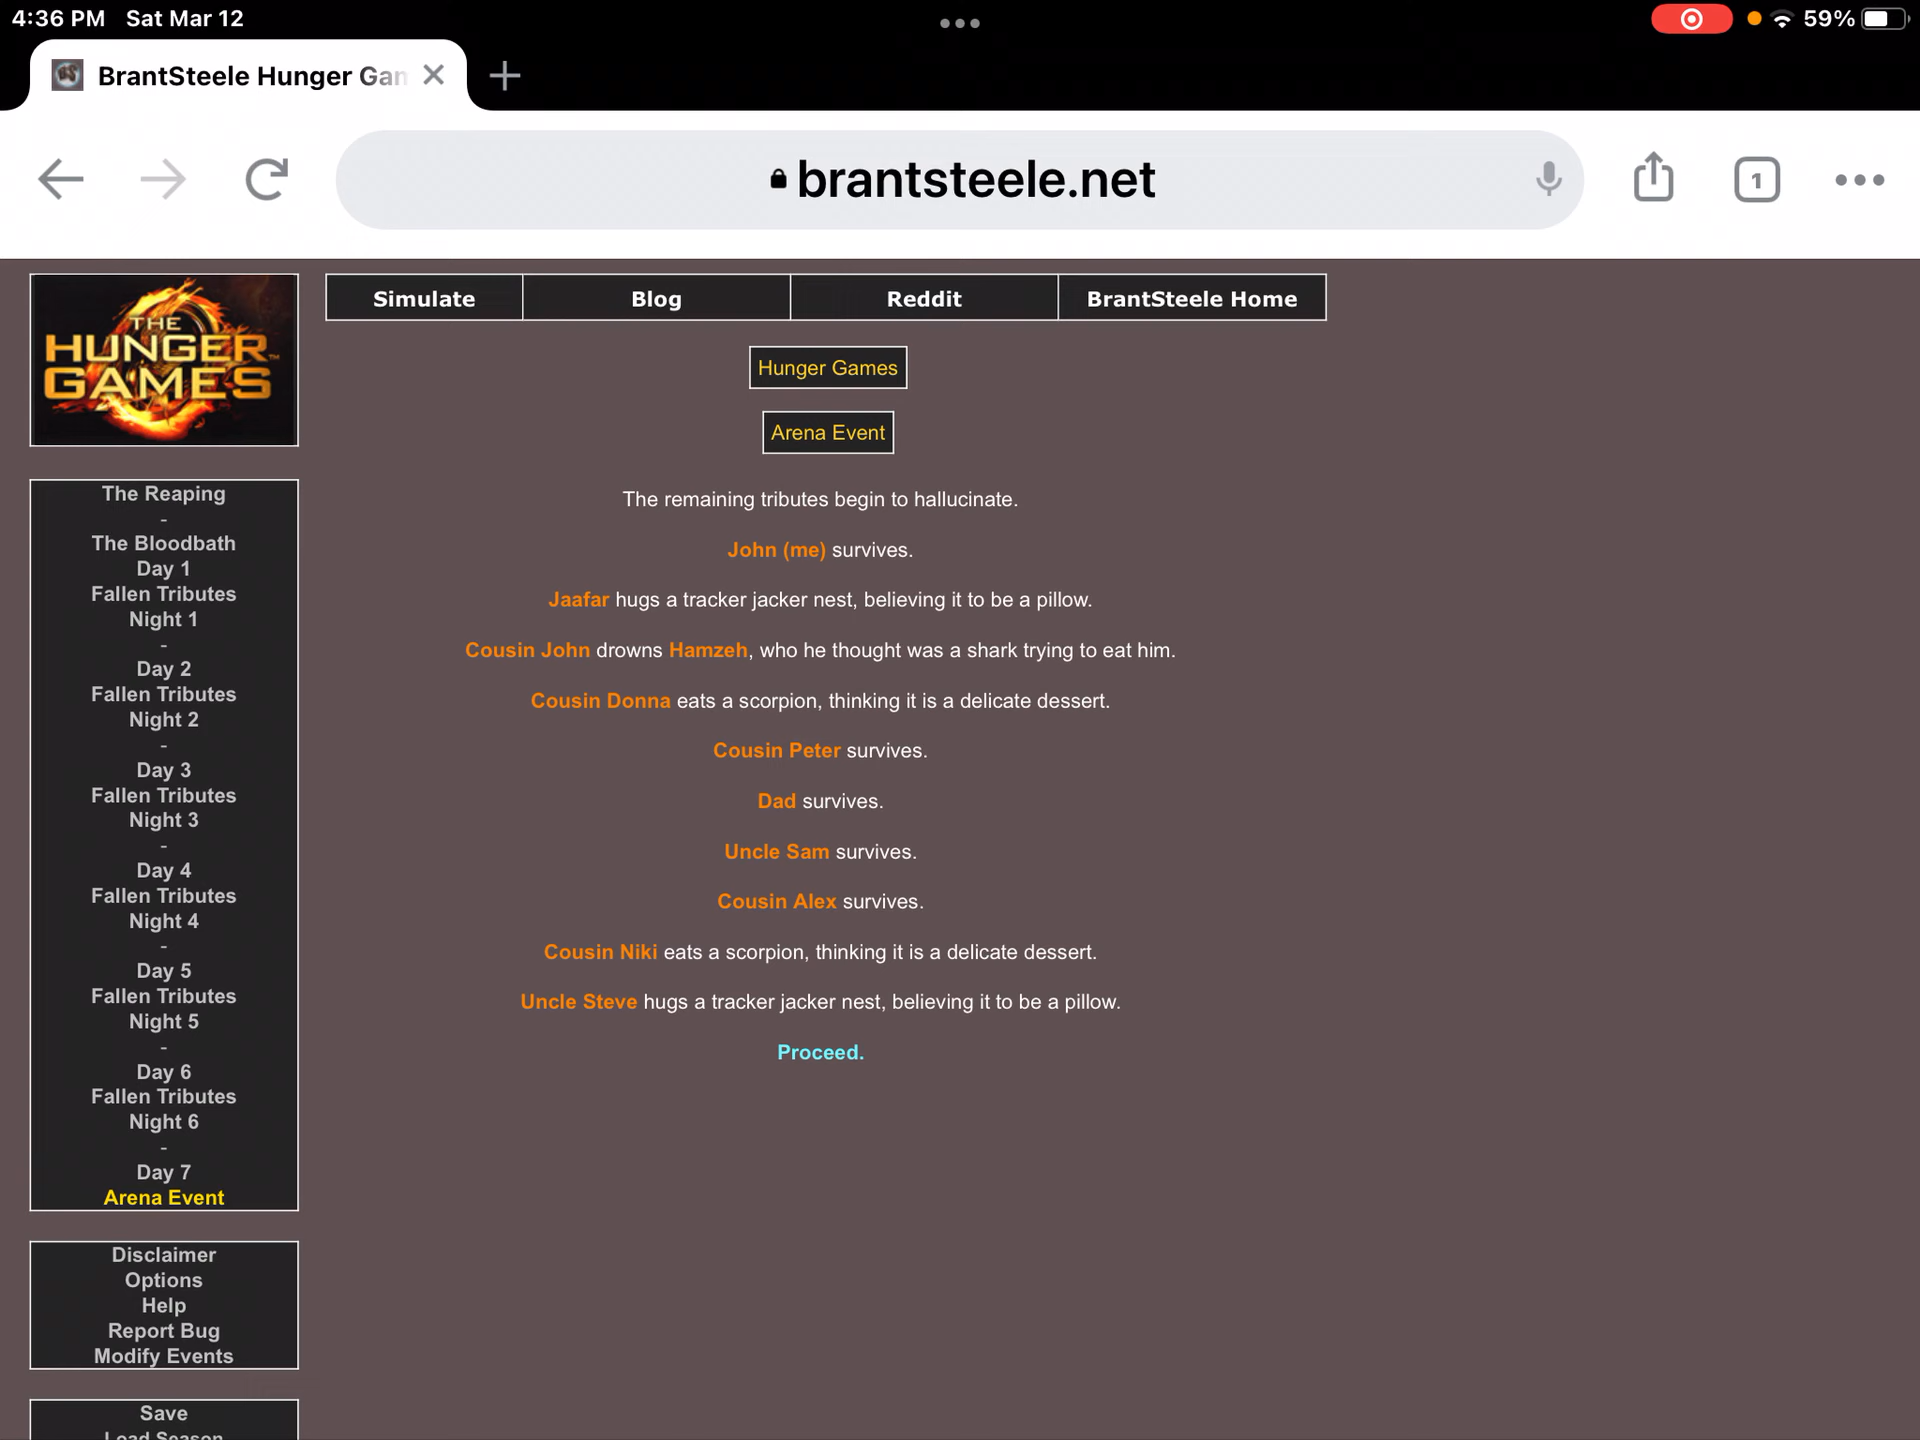 4:36 PM Sat Mar 12
59%
BrantSteele Hunger Gan
brantsteele.net
1
THE
HUNGER
GAMES
Simulate Blog Reddit BrantSteele Home
Hunger Games
Arena Event
The remaining tributes begin to hallucinate.
John (me) survives.
Jaafar hugs a tracker jacker nest, believing it to be a pillow.
Cousin John drowns Hamzeh, who he thought was a shark trying to eat him.
Cousin Donna eats a scorpion, thinking it is a delicate dessert.
Cousin Peter survives.
Dad survives.
Uncle Sam survives.
Cousin Alex survives.
Cousin Niki eats a scorpion, thinking it is a delicate dessert.
Uncle Steve hugs a tracker jacker nest, believing it to be a pillow.
Proceed.
The Reaping
-
The Bloodbath
Day 1
Fallen Tributes
Night 1
-
Day 2
Fallen Tributes
Night 2
-
Day 3
Fallen Tributes
Night 3
-
Day 4
Fallen Tributes
Night 4
-
Day 5
Fallen Tributes
Night 5
-
Day 6
Fallen Tributes
Night 6
-
Day 7
Arena Event
Disclaimer
Options
Help
Report Bug
Modify Events
Save
Load Season